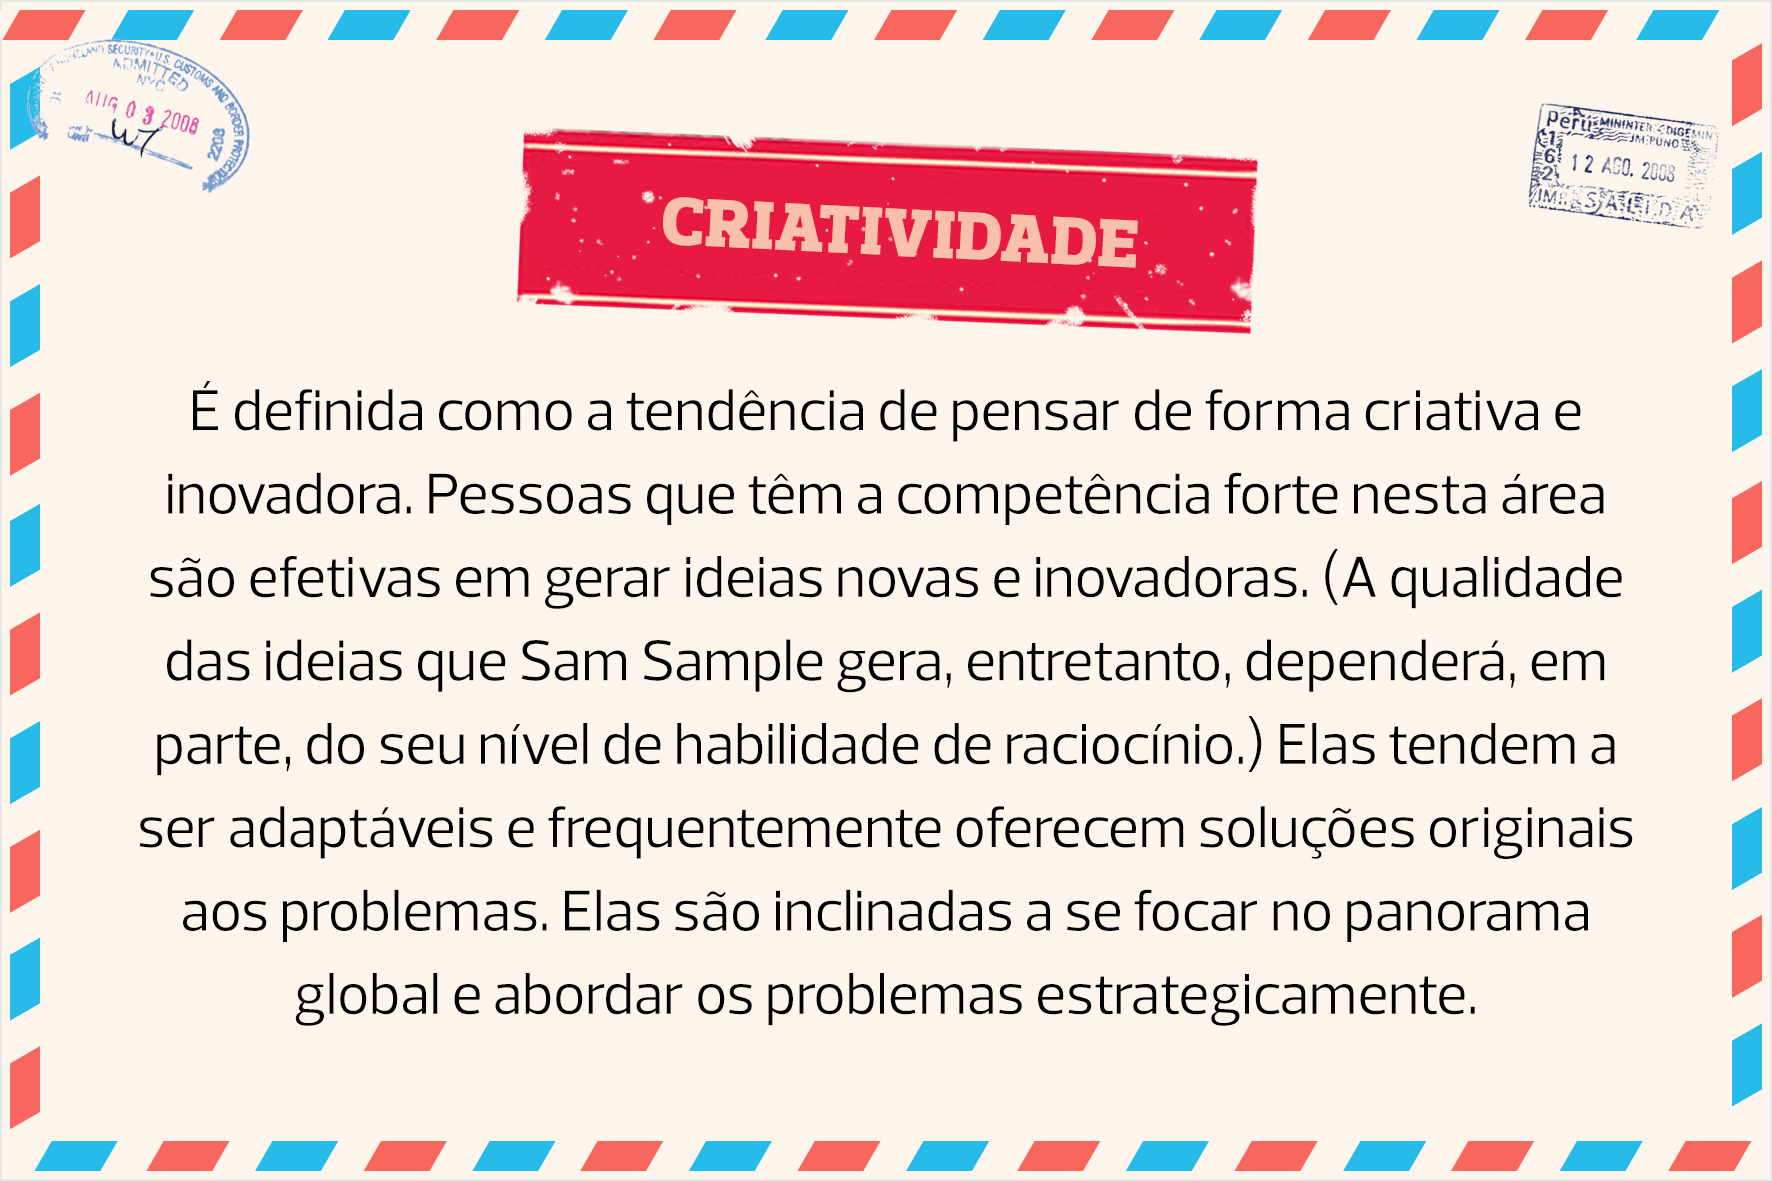 SECURITY U.S. CUSTOMS AND BORDER PROTECTION
ADMITTED
NYC
AUG 03 2008
2208
Perú MININTER DIGEMIN
JM.PUNO
162
12 AGO. 2008
SALIDA
CRIATIVIDADE
É definida como a tendência de pensar de forma criativa e
inovadora. Pessoas que têm a competência forte nesta área
são efetivas em gerar ideias novas e inovadoras. (A qualidade
das ideias que Sam Sample gera, entretanto, dependerá, em
parte, do seu nível de habilidade de raciocínio.) Elas tendem a
ser adaptáveis e frequentemente oferecem soluções originais
aos problemas. Elas são inclinadas a se focar no panorama
global e abordar os problemas estrategicamente.